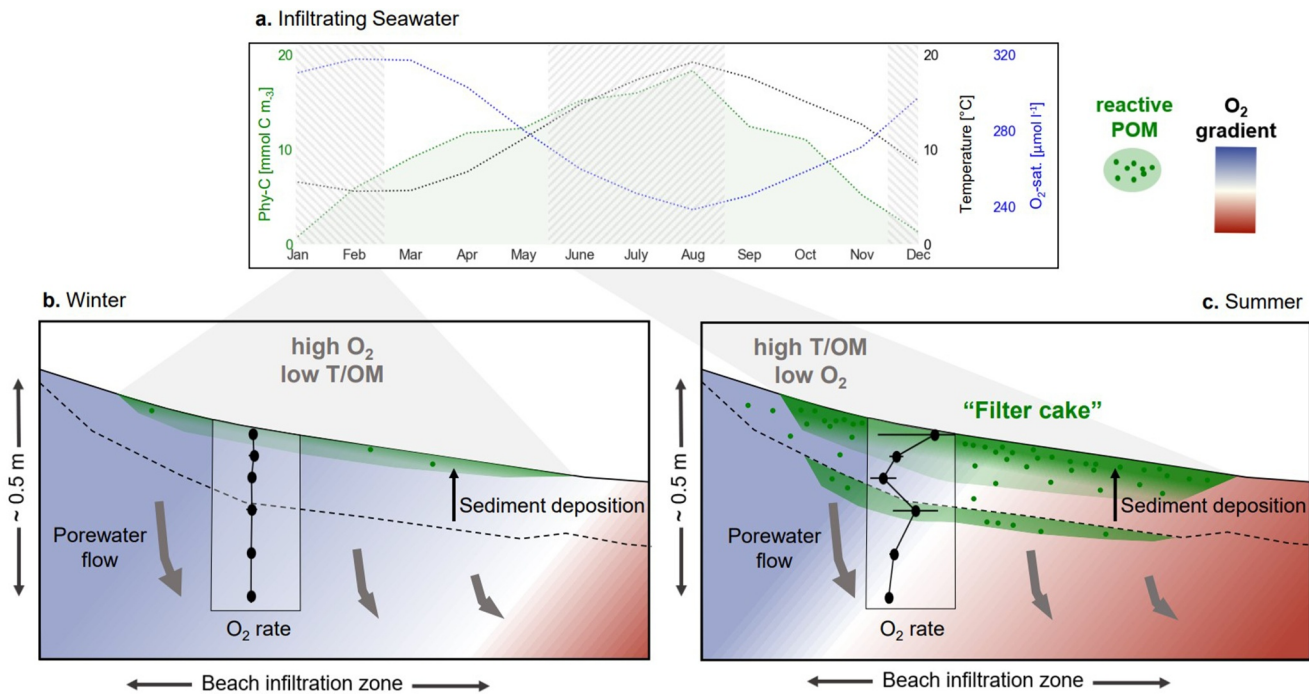 a. Infiltrating Seawater
20
10
0
Phy-C [mmol C m-3]
20
10
0
Temperature [°C]
320
280
240
O2-sat. [µmol l-1]
Jan Feb Mar Apr May June July Aug Sep Oct Nov Dec
reactive
POM
O2
gradient
b. Winter
high O2
low T/OM
~ 0.5 m
Sediment deposition
Porewater
flow
O2 rate
Beach infiltration zone
c. Summer
high T/OM
low O2
"Filter cake"
~ 0.5 m
Sediment deposition
Porewater
flow
O2 rate
Beach infiltration zone